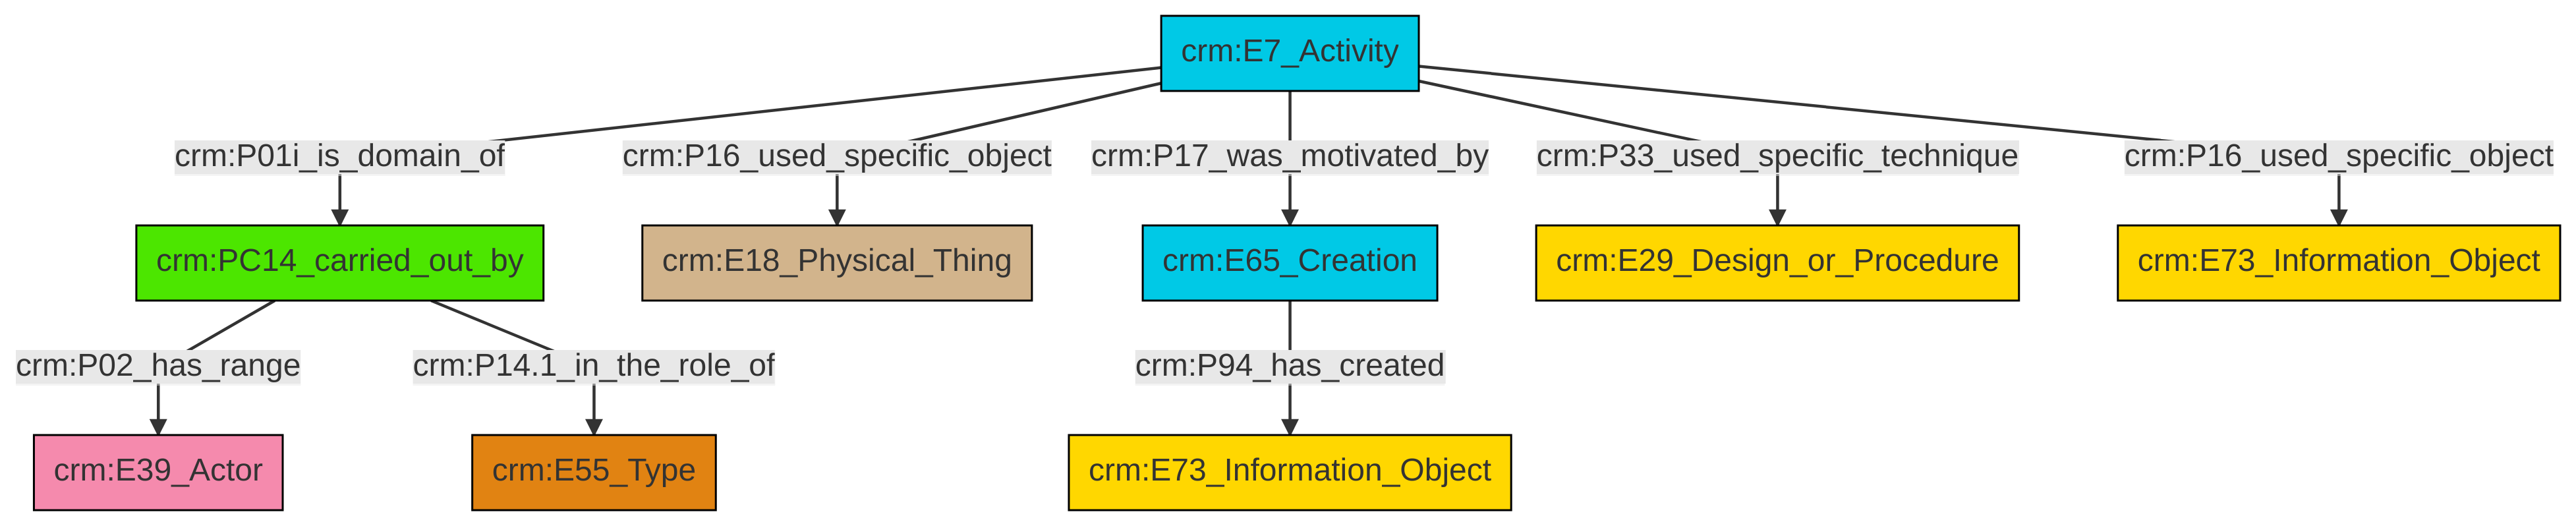 crm:E7_Activity
crm:P01i_is_domain_of
crm:P16_used_specific_object
crm:P17_was_motivated_by
crm:P33_used_specific_technique
crm:P16_used_specific_object
crm:PC14_carried_out_by
crm:E18_Physical_Thing
crm:E65_Creation
crm:E29_Design_or_Procedure
crm:E73_Information_Object
crm:P02_has_range
crm:P14.1_in_the_role_of
crm:P94_has_created
crm:E39_Actor
crm:E55_Type
crm:E73_Information_Object